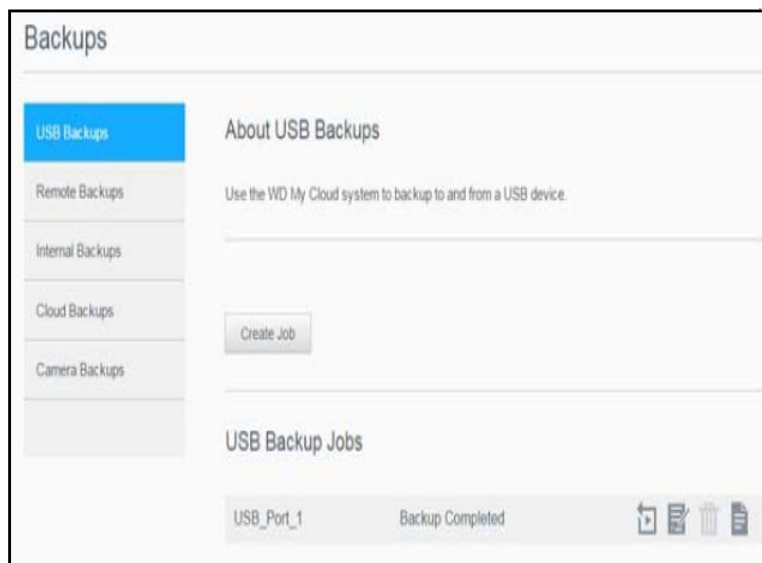 Backups
USB Backups
Remote Backups
Internal Backups
Cloud Backups
Camera Backups
About USB Backups
Use the WD My Cloud system to backup to and from a USB device.
Create Job
USB Backup Jobs
USB_Port_1 Backup Completed